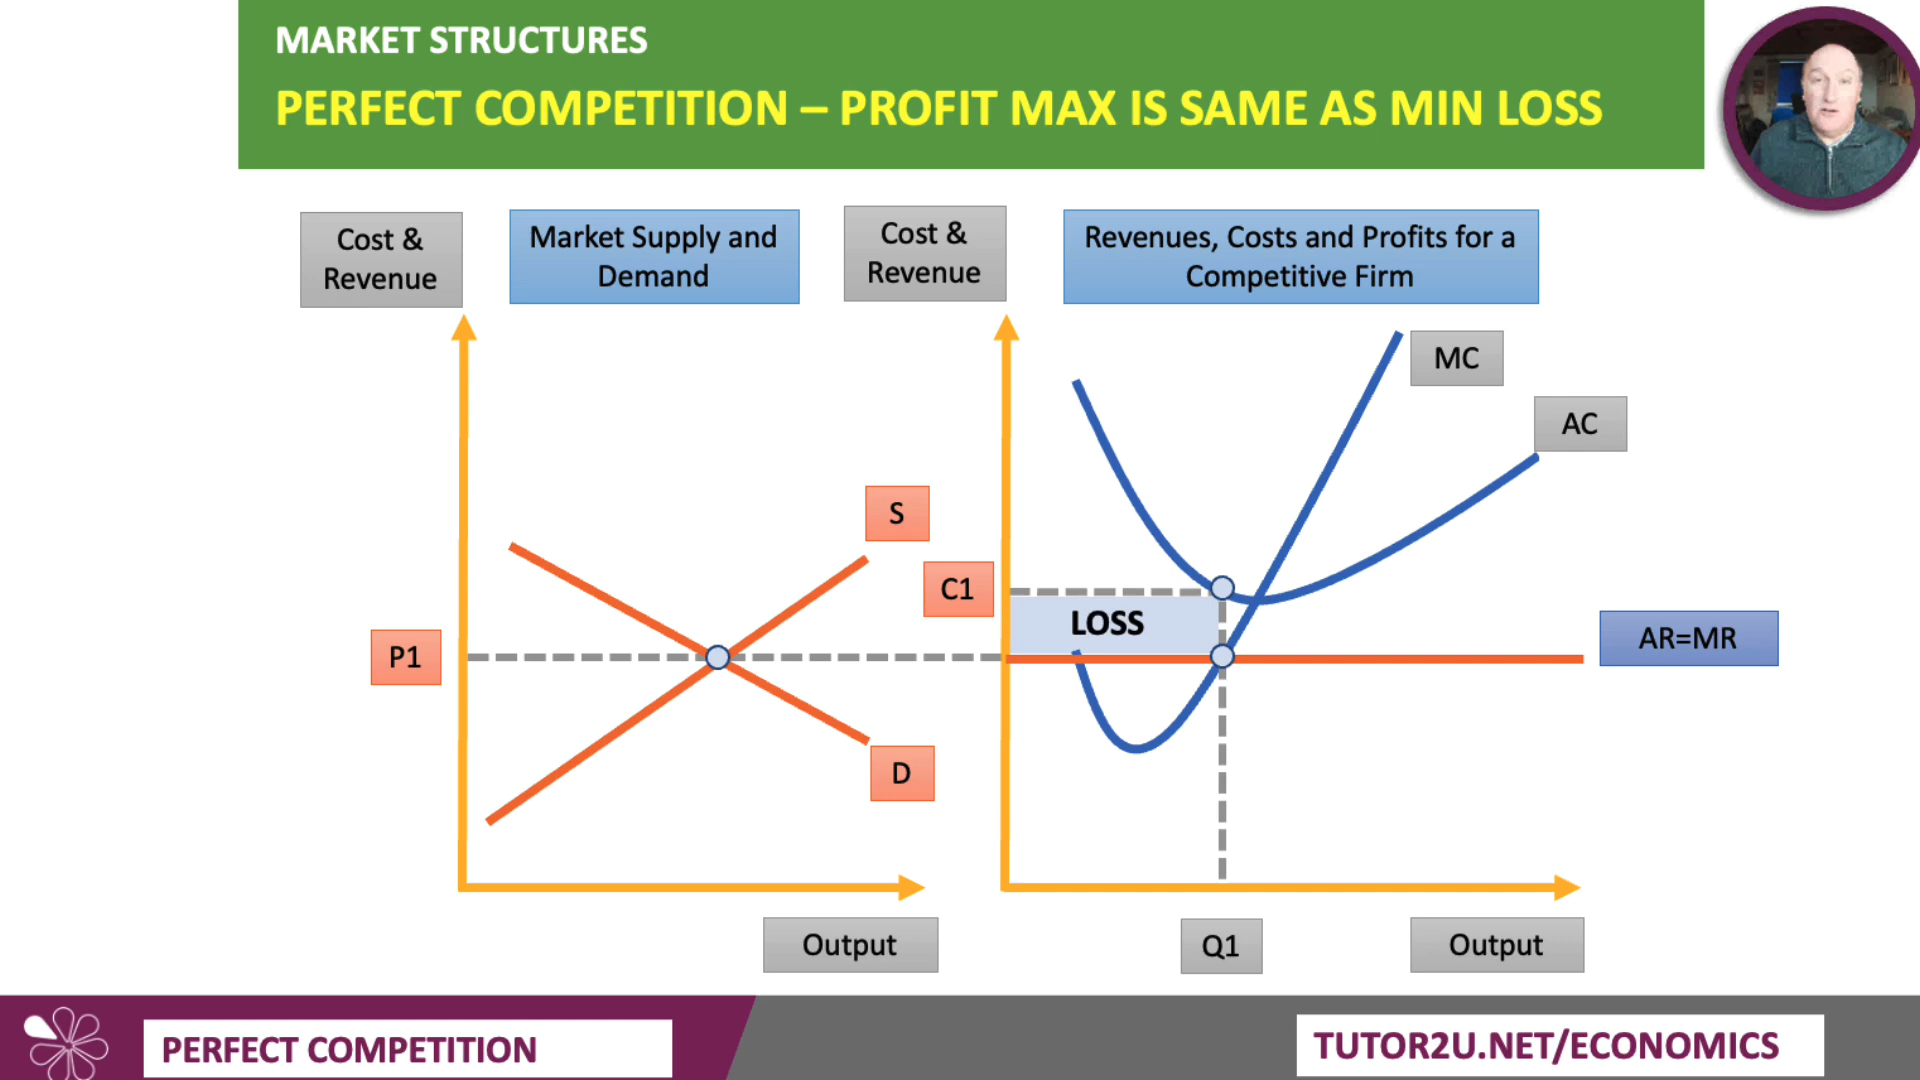 MARKET STRUCTURES
PERFECT COMPETITION – PROFIT MAX IS SAME AS MIN LOSS
Cost &
Revenue
Market Supply and
Demand
Cost &
Revenue
Revenues, Costs and Profits for a
Competitive Firm
MC
AC
S
C1
LOSS
P1
AR=MR
D
Output
Q1
Output
PERFECT COMPETITION
TUTOR2U.NET/ECONOMICS